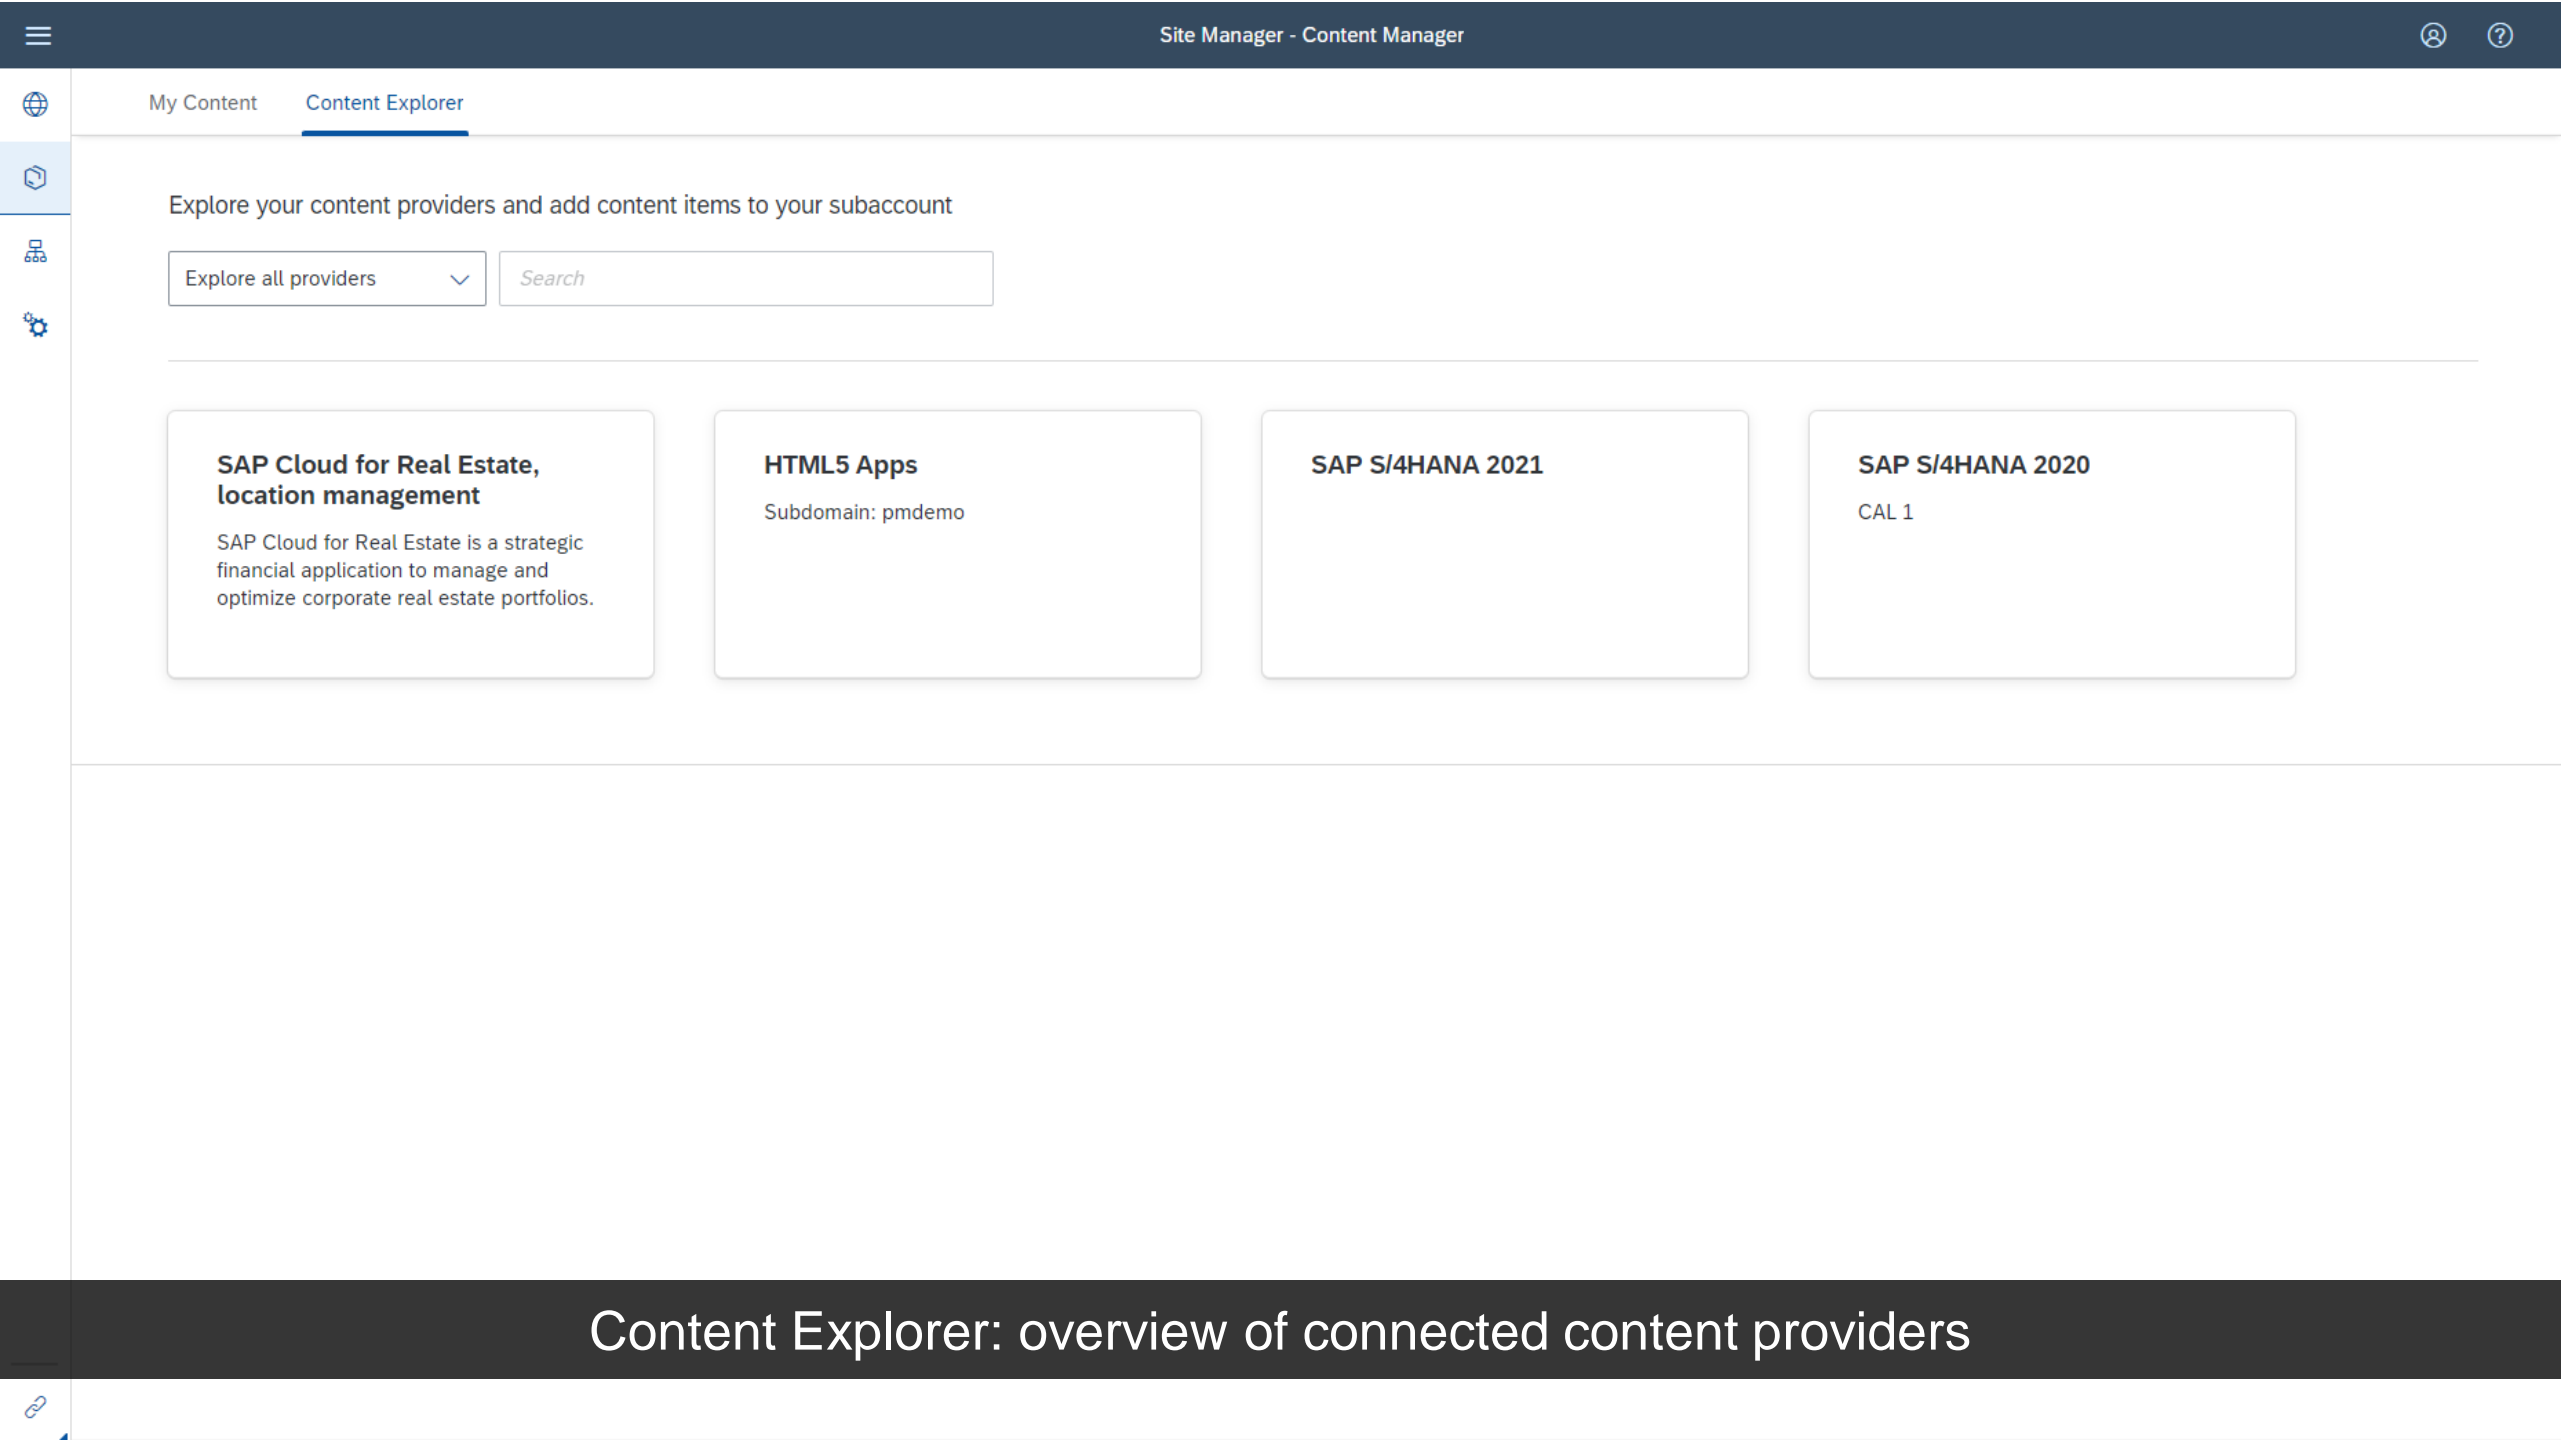 Site Manager - Content Manager
My Content
Content Explorer
Explore your content providers and add content items to your subaccount
Explore all providers
Search
SAP Cloud for Real Estate,
location management
SAP Cloud for Real Estate is a strategic
financial application to manage and
optimize corporate real estate portfolios.
HTML5 Apps
Subdomain: pmdemo
SAP S/4HANA 2021
SAP S/4HANA 2020
CAL 1
Content Explorer: overview of connected content providers